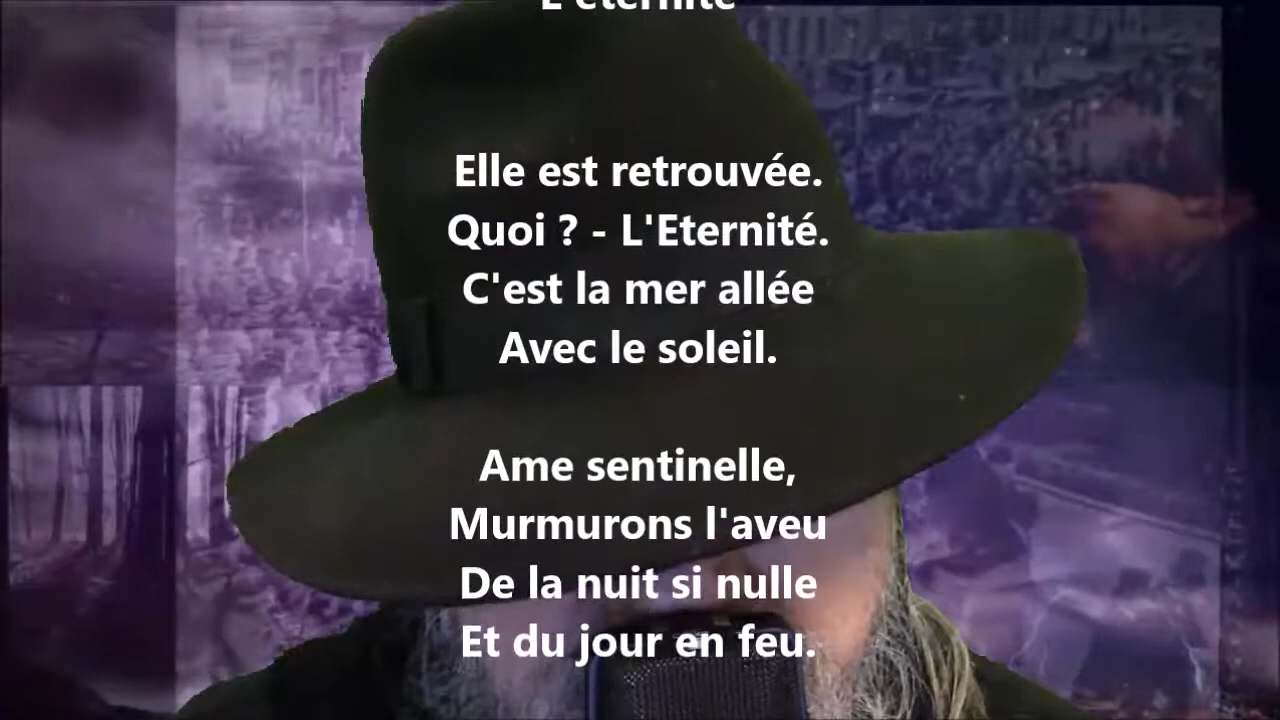 L'éternité
Elle est retrouvée.
Quoi ? - L'Eternité.
C'est la mer allée
Avec le soleil.
Ame sentinelle,
Murmurons l'aveu
De la nuit si nulle
Et du jour en feu.